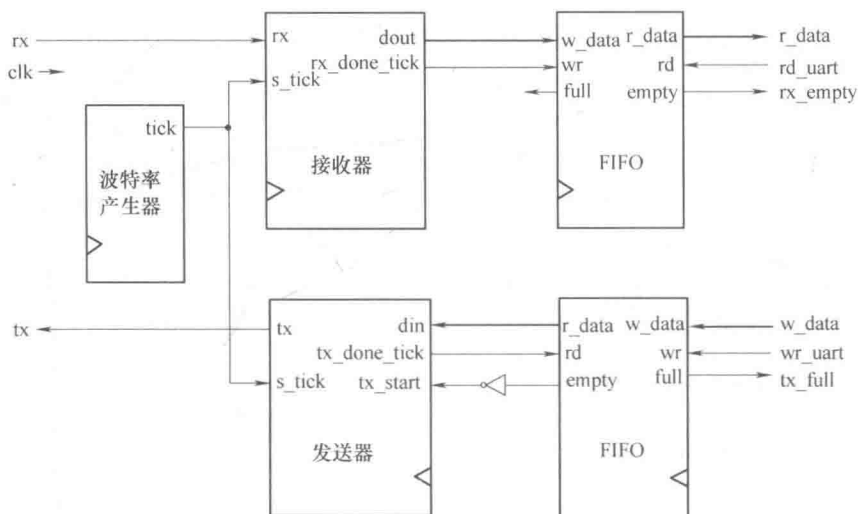 rx
clk
rx
dout
rx_done_tick
s_tick
接收器
w_data
r_data
wr
rd
full
empty
FIFO
r_data
rd_uart
rx_empty
tick
波特率
产生器
tx
tx
din
tx_done_tick
s_tick
tx_start
发送器
r_data
w_data
rd
wr
empty
full
FIFO
w_data
wr_uart
tx_full